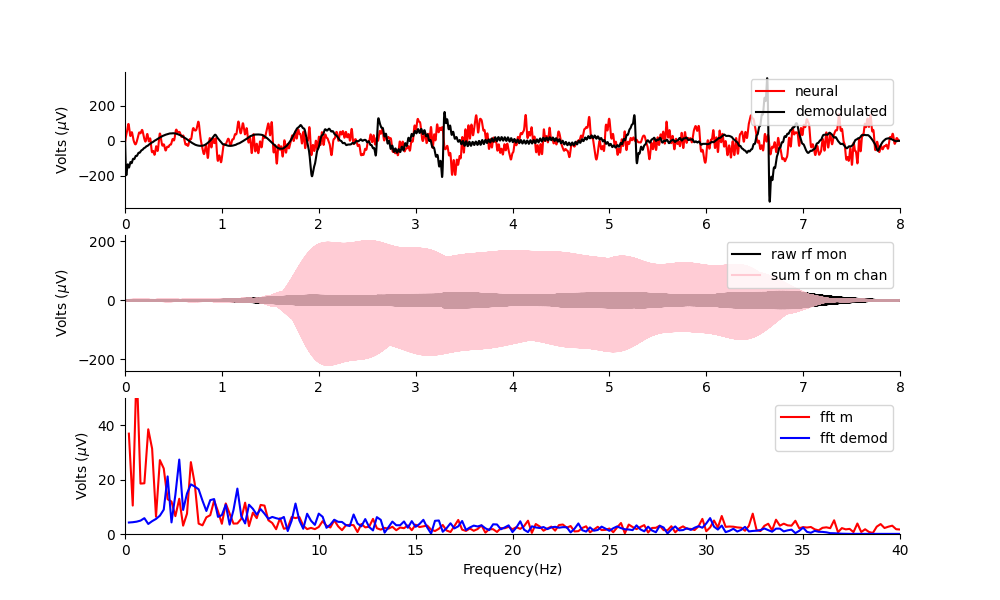 Volts (μV)
200
0
−200
neural
demodulated
0 1 2 3 4 5 6 7 8
Volts (μV)
200
0
−200
raw rf mon
sum f on m chan
0 1 2 3 4 5 6 7 8
Volts (μV)
40
20
0
fft m
fft demod
0 5 10 15 20 25 30 35 40
Frequency(Hz)